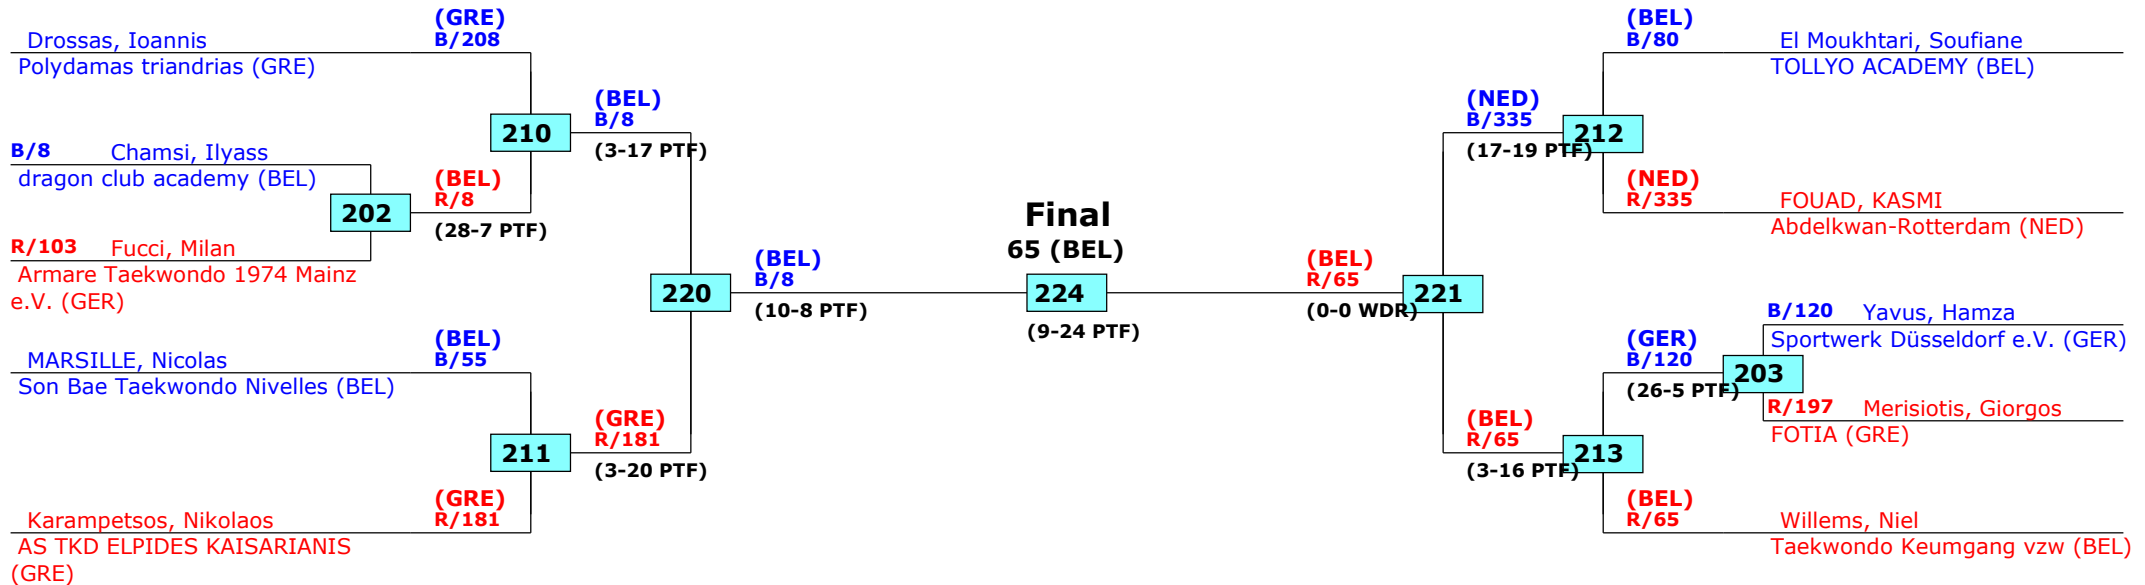 (GRE)
B/208
Drossas, Ioannis
Polydamas triandrias (GRE)
B/8 Chamsi, Ilyass
dragon club academy (BEL)
202
R/103 Fucci, Milan
Armare Taekwondo 1974 Mainz
e.V. (GER)
(BEL)
R/8
(28-7 PTF)
210
(BEL)
B/8
(3-17 PTF)
(BEL)
B/55
MARSILLE, Nicolas
Son Bae Taekwondo Nivelles (BEL)
211
(GRE)
R/181
Karampetsos, Nikolaos
AS TKD ELPIDES KAISARIANIS
(GRE)
(GRE)
R/181
(3-20 PTF)
220
(BEL)
B/8
(10-8 PTF)
Final
65 (BEL)
224
(9-24 PTF)
(BEL)
R/65
(0-0 WDR)
221
(NED)
B/335
(17-19 PTF)
212
(BEL)
B/80
El Moukhtari, Soufiane
TOLLYO ACADEMY (BEL)
(NED)
R/335
FOUAD, KASMI
Abdelkwan-Rotterdam (NED)
(BEL)
R/65
(3-16 PTF)
213
(GER)
B/120
(26-5 PTF)
203
B/120 Yavus, Hamza
Sportwerk Düsseldorf e.V. (GER)
R/197 Merisiotis, Giorgos
FOTIA (GRE)
(BEL)
R/65
Willems, Niel
Taekwondo Keumgang vzw (BEL)